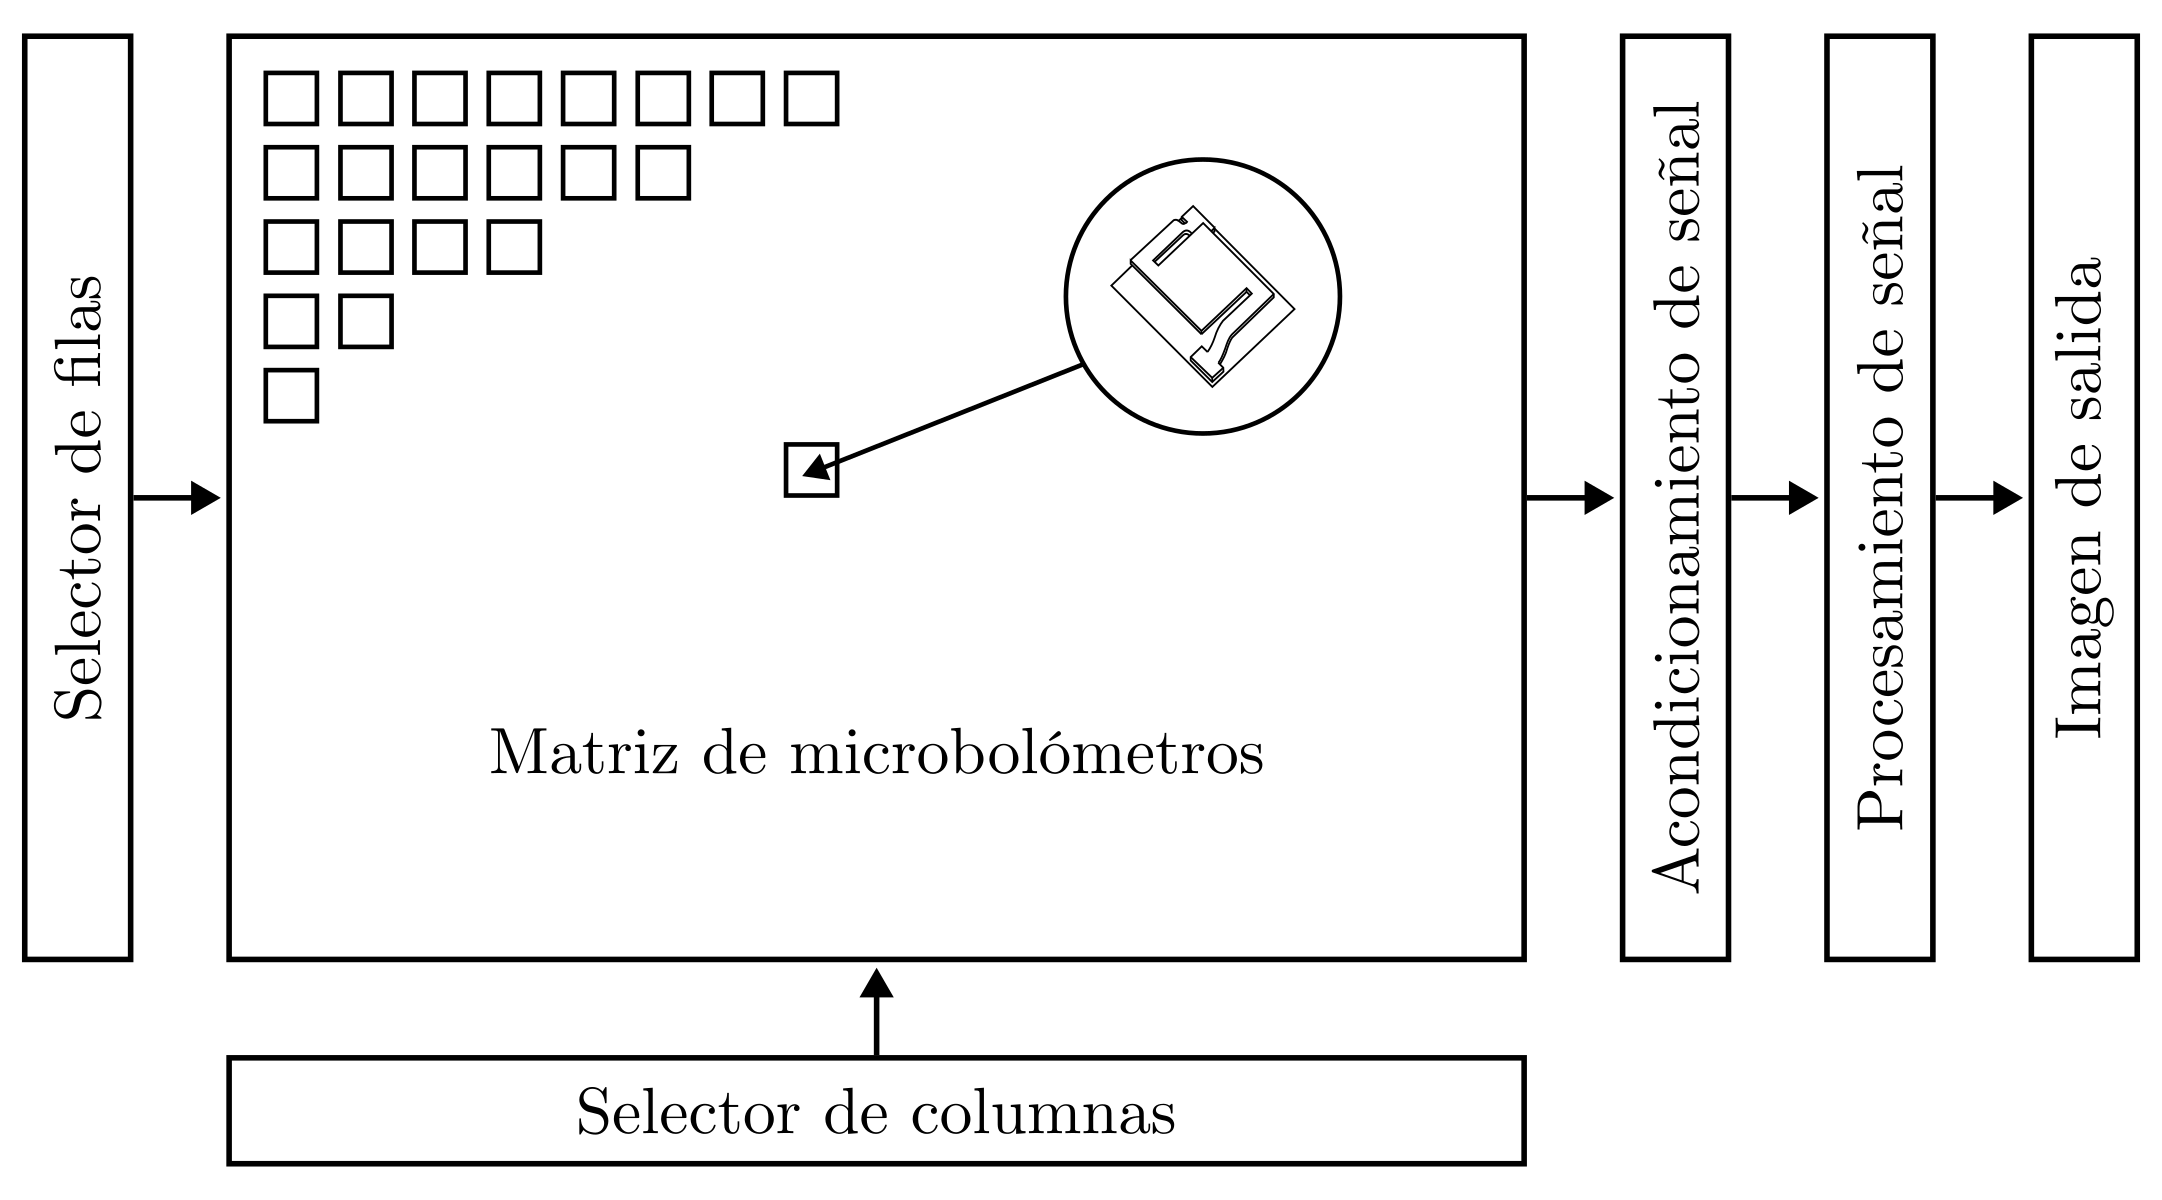 Selector de filas
Matriz de microbolómetros
Selector de columnas
Acondicionamiento de señal
Procesamiento de señal
Imagen de salida